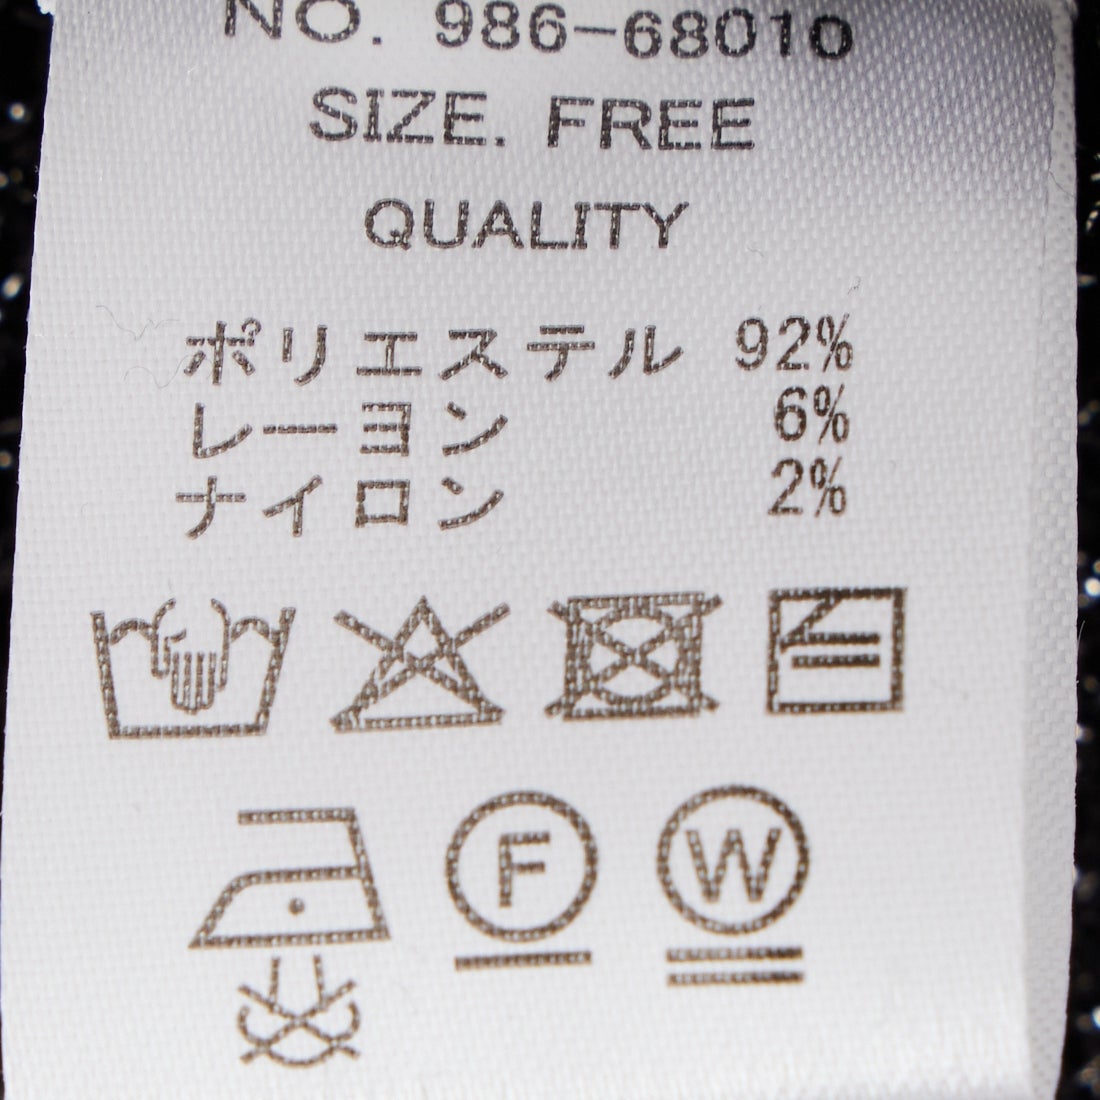 NO. 986-68010
SIZE. FREE
QUALITY
ポリエステル 92%
レーヨン 6%
ナイロン 2%
F W